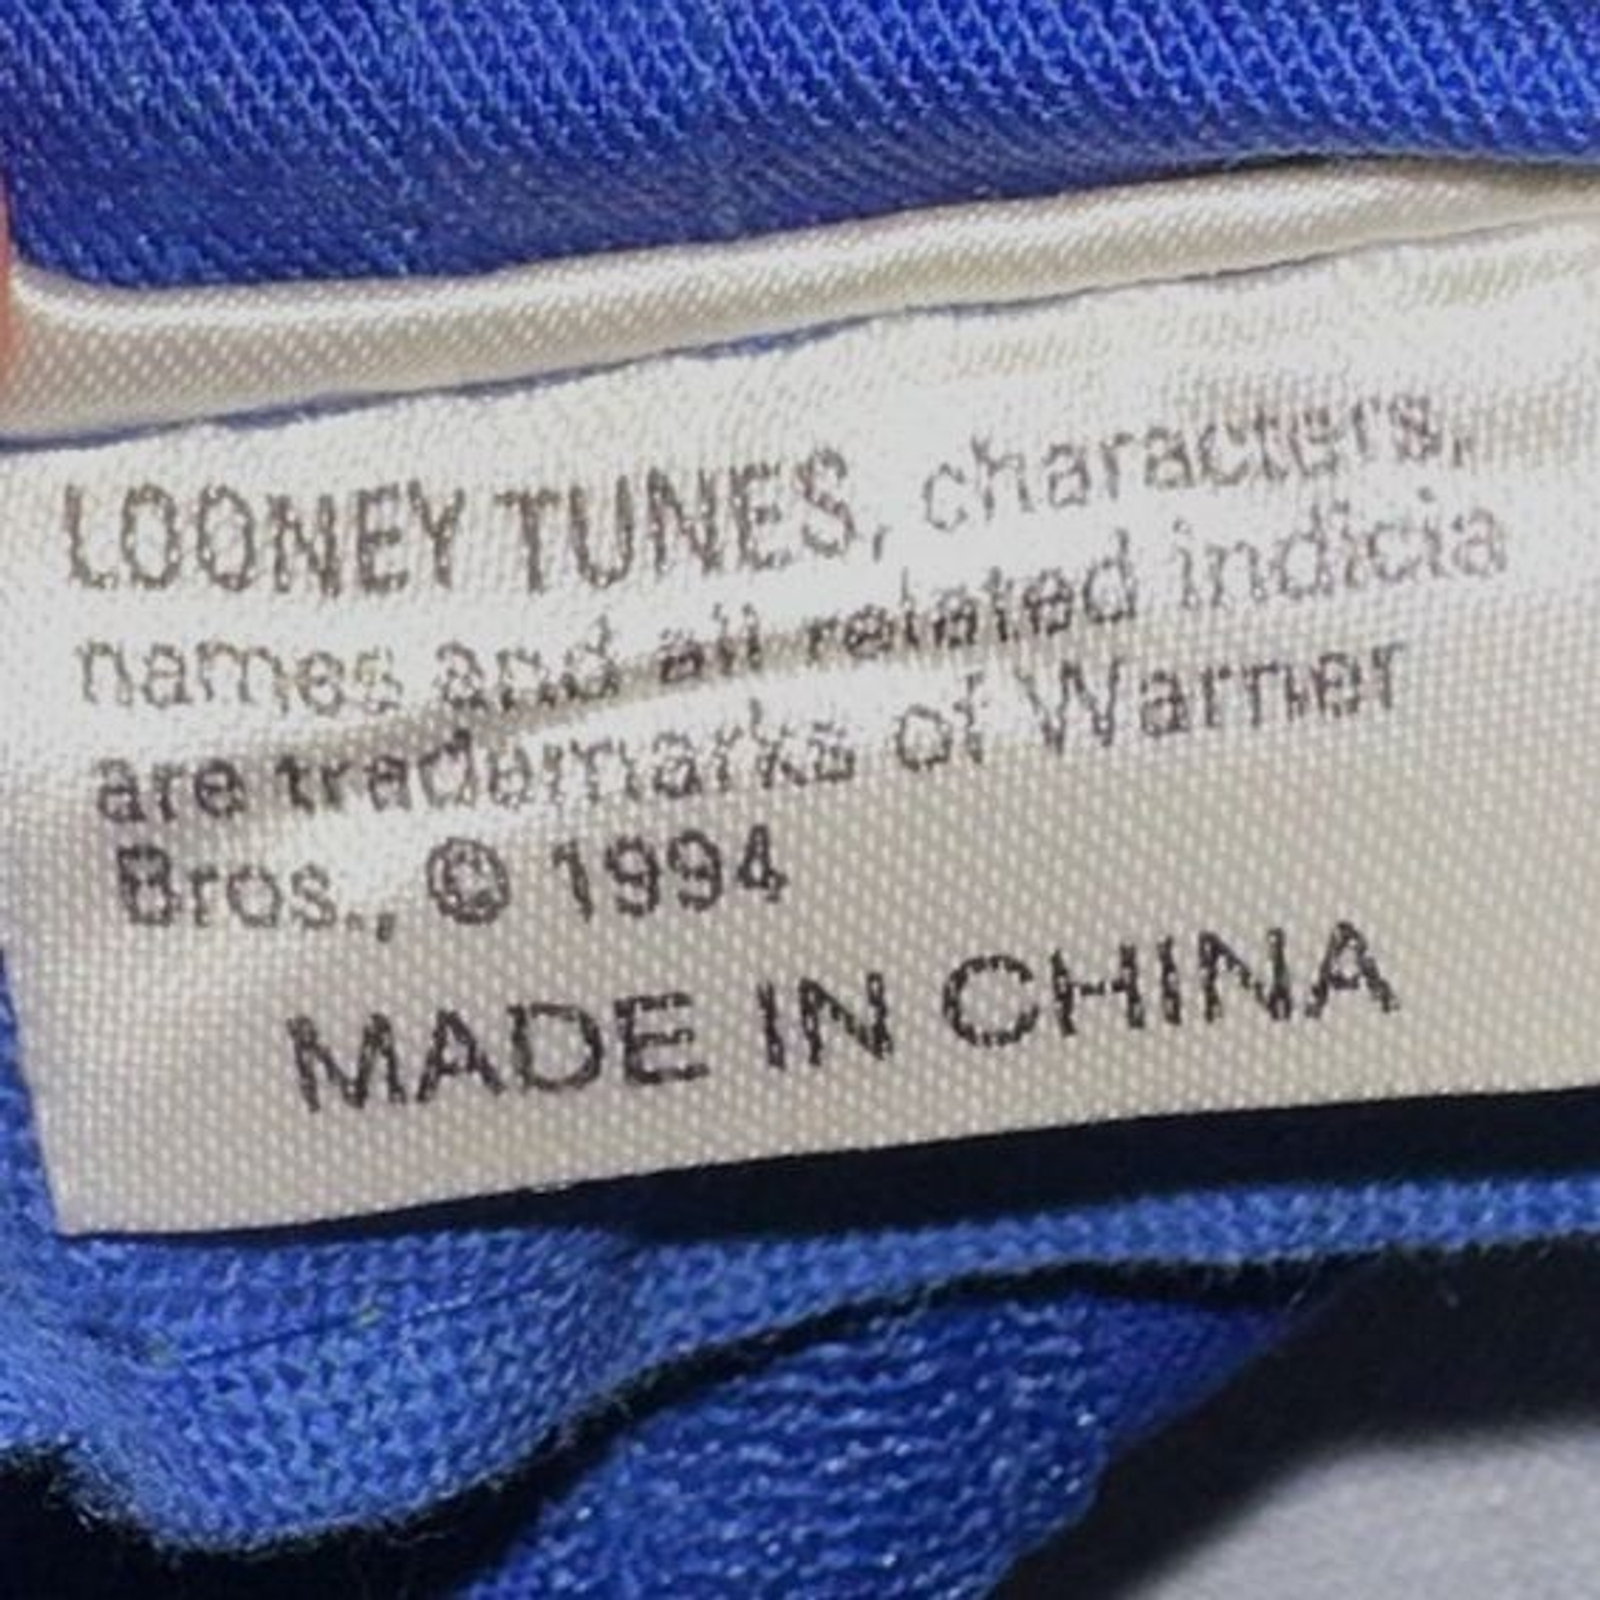 LOONEY TUNES, characters,
names and all related indicia
are trademarks of Warner
Bros., © 1994
MADE IN CHINA